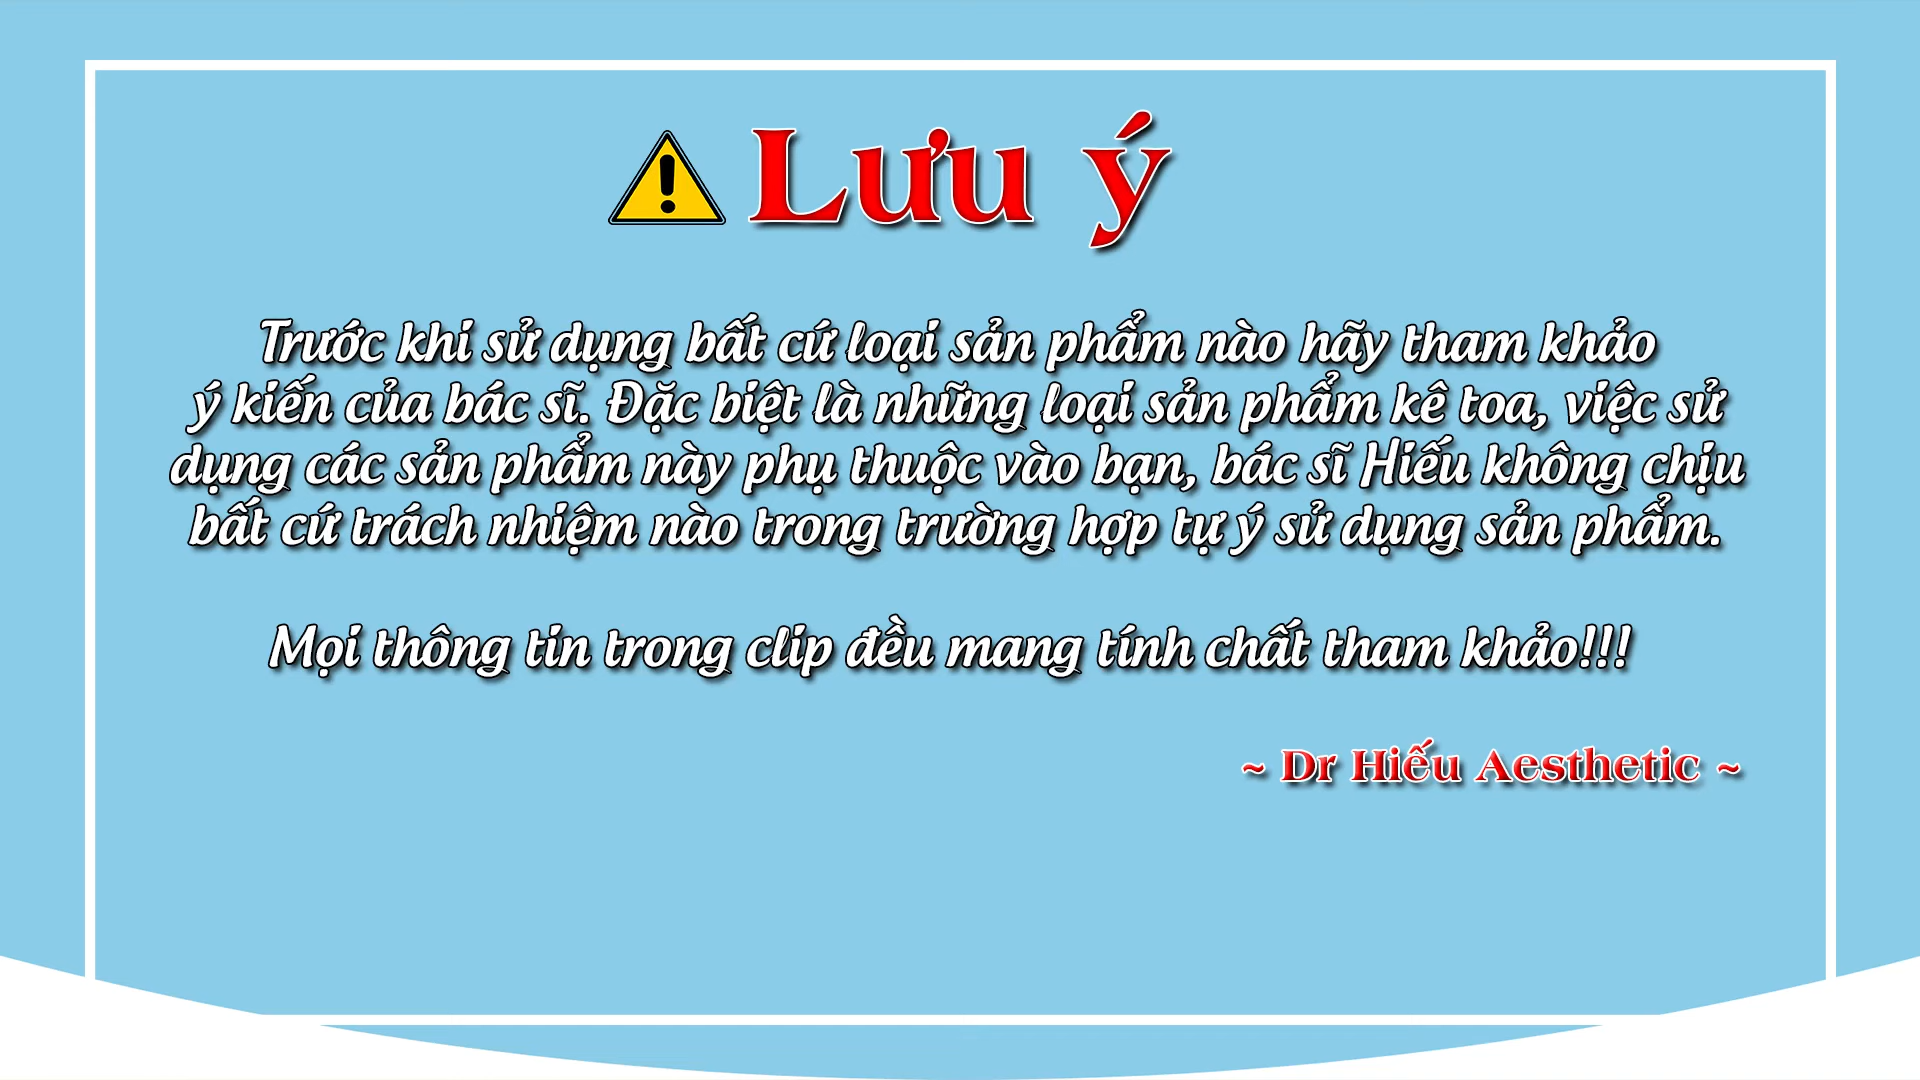 Lưu ý
Trước khi sử dụng bất cứ loại sản phẩm nào hãy tham khảo
ý kiến của bác sĩ. Đặc biệt là những loại sản phẩm kê toa, việc sử
dụng các sản phẩm này phụ thuộc vào bạn, bác sĩ Hiếu không chịu
bất cứ trách nhiệm nào trong trường hợp tự ý sử dụng sản phẩm.
Mọi thông tin trong clip đều mang tính chất tham khảo!!!
~ Dr Hiếu Aesthetic ~